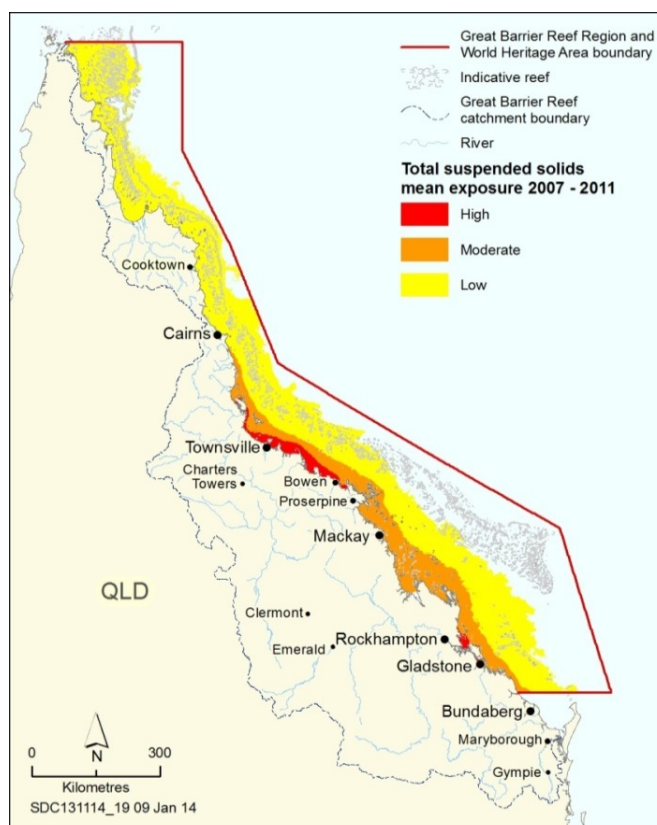 Great Barrier Reef Region and
World Heritage Area boundary
Indicative reef
Great Barrier Reef
catchment boundary
River
Total suspended solids
mean exposure 2007 - 2011
High
Moderate
Low
Cooktown
Cairns
Townsville
Charters
Towers
Bowen
Proserpine
Mackay
QLD
Clermont
Emerald
Rockhampton
Gladstone
Bundaberg
Maryborough
Gympie
0 300
N
Kilometres
SDC131114_19 09 Jan 14